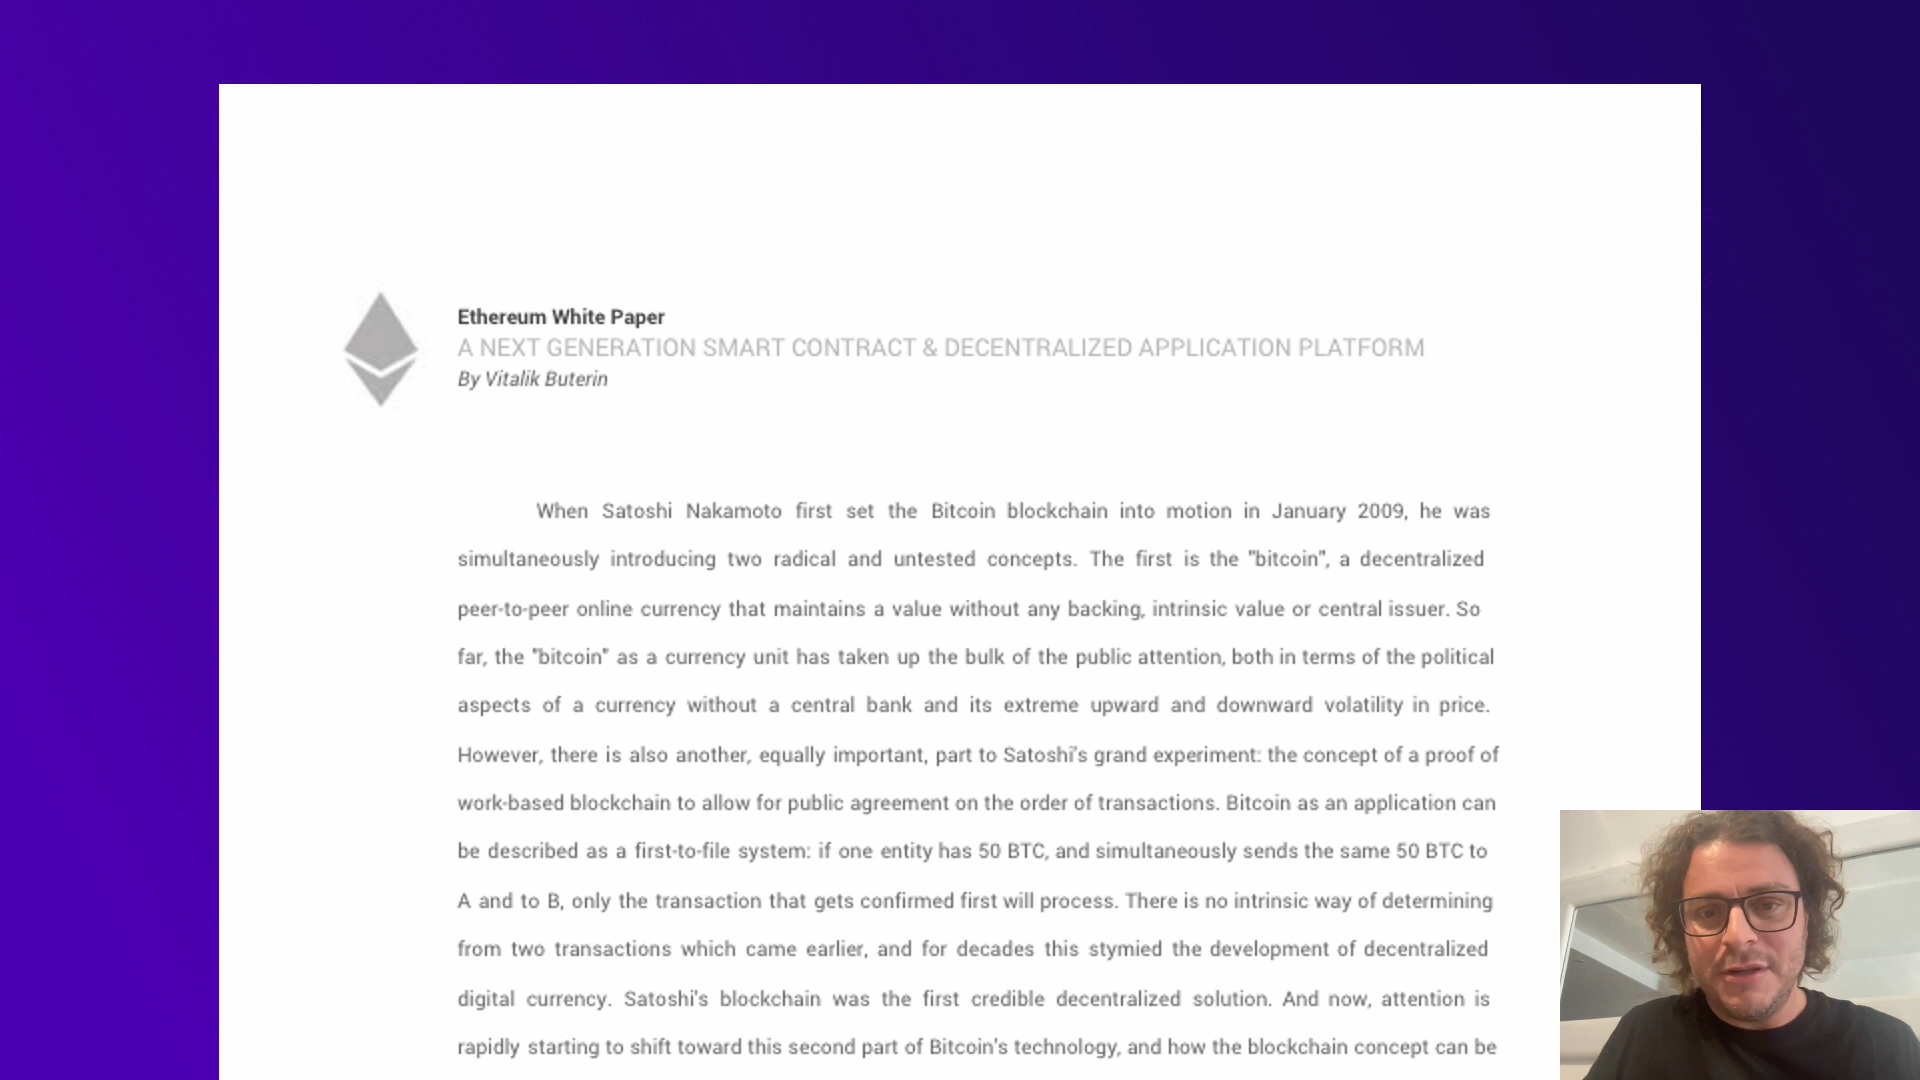 Ethereum White Paper
A NEXT GENERATION SMART CONTRACT & DECENTRALIZED APPLICATION PLATFORM
By Vitalik Buterin
When Satoshi Nakamoto first set the Bitcoin blockchain into motion in January 2009, he was
simultaneously introducing two radical and untested concepts. The first is the "bitcoin", a decentralized
peer-to-peer online currency that maintains a value without any backing, intrinsic value or central issuer. So
far, the "bitcoin" as a currency unit has taken up the bulk of the public attention, both in terms of the political
aspects of a currency without a central bank and its extreme upward and downward volatility in price.
However, there is also another, equally important, part to Satoshi's grand experiment: the concept of a proof of
work-based blockchain to allow for public agreement on the order of transactions. Bitcoin as an application can
be described as a first-to-file system: if one entity has 50 BTC, and simultaneously sends the same 50 BTC to
A and to B, only the transaction that gets confirmed first will process. There is no intrinsic way of determining
from two transactions which came earlier, and for decades this stymied the development of decentralized
digital currency. Satoshi's blockchain was the first credible decentralized solution. And now, attention is
rapidly starting to shift toward this second part of Bitcoin's technology, and how the blockchain concept can be